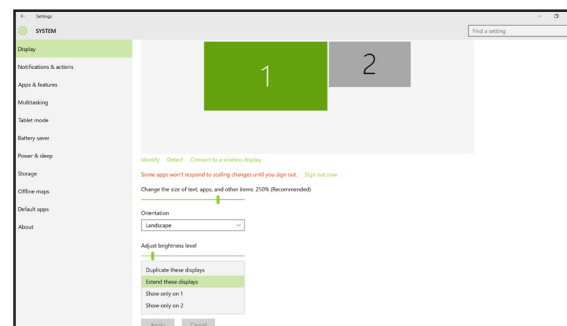 Settings
SYSTEM
Find a setting
Display
Notifications & actions
Apps & features
Multitasking
Tablet mode
Battery saver
Power & sleep
Storage
Offline maps
Default apps
About
1
2
Identify Detect Connect to a wireless display
Some apps won't respond to scaling changes until you sign out. Sign out now
Change the size of text, apps, and other items: 250% (Recommended)
Orientation
Landscape
Adjust brightness level
Duplicate these displays
Extend these displays
Show only on 1
Show only on 2
Apply Cancel